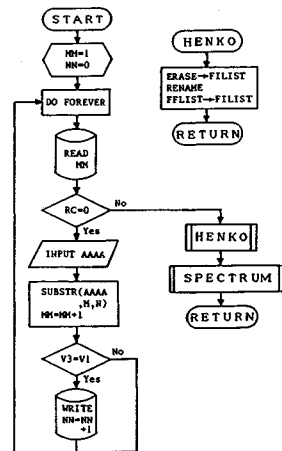 START
MM=1
NN=0
DO FOREVER
READ
MM
RC=0
No
Yes
INPUT AAAA
SUBSTR(AAAA
,M,N)
MM=MM+1
V3=V1
No
Yes
WRITE
NN=NN
+1
HENKO
ERASE→FILIST
RENAME
FFLIST→FILIST
RETURN
HENKO
SPECTRUM
RETURN